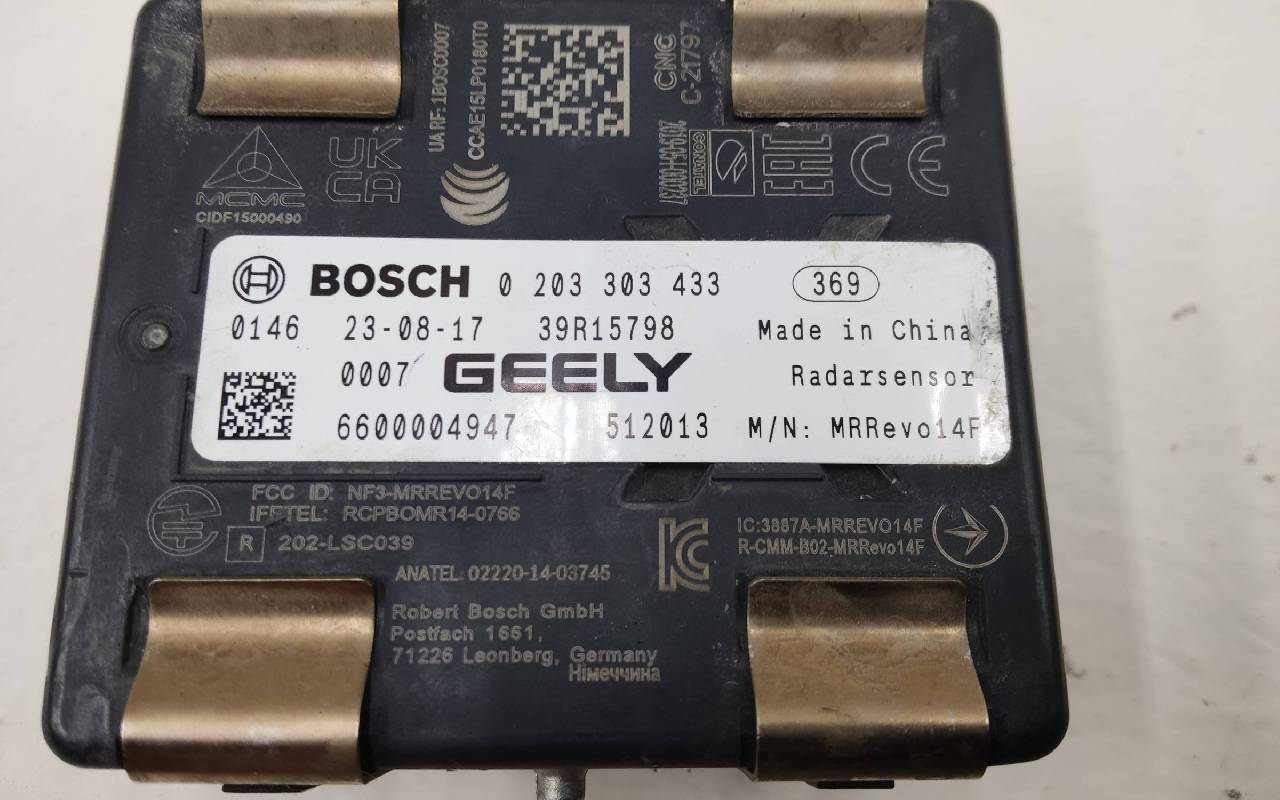 UA RF: 1BOSC0007
CCAE15LP0180T0
CNC
C-21797
MCMC
CIDF15000490
UK
CA
CONATEL
EAC
CE
BOSCH 0 203 303 433 369
0146 23-08-17 39R15798 Made in China
0007 GEELY Radarsensor
6600004947 512013 M/N: MRRevo14F
FCC ID: NF3-MRREVO14F
IFETEL: RCPBOMR14-0766
R 202-LSC039
IC:3887A-MRREVO14F
R-CMM-B02-MRRevo14F
ANATEL 02220-14-03745
Robert Bosch GmbH
Postfach 1661,
71226 Leonberg, Germany
Німеччина